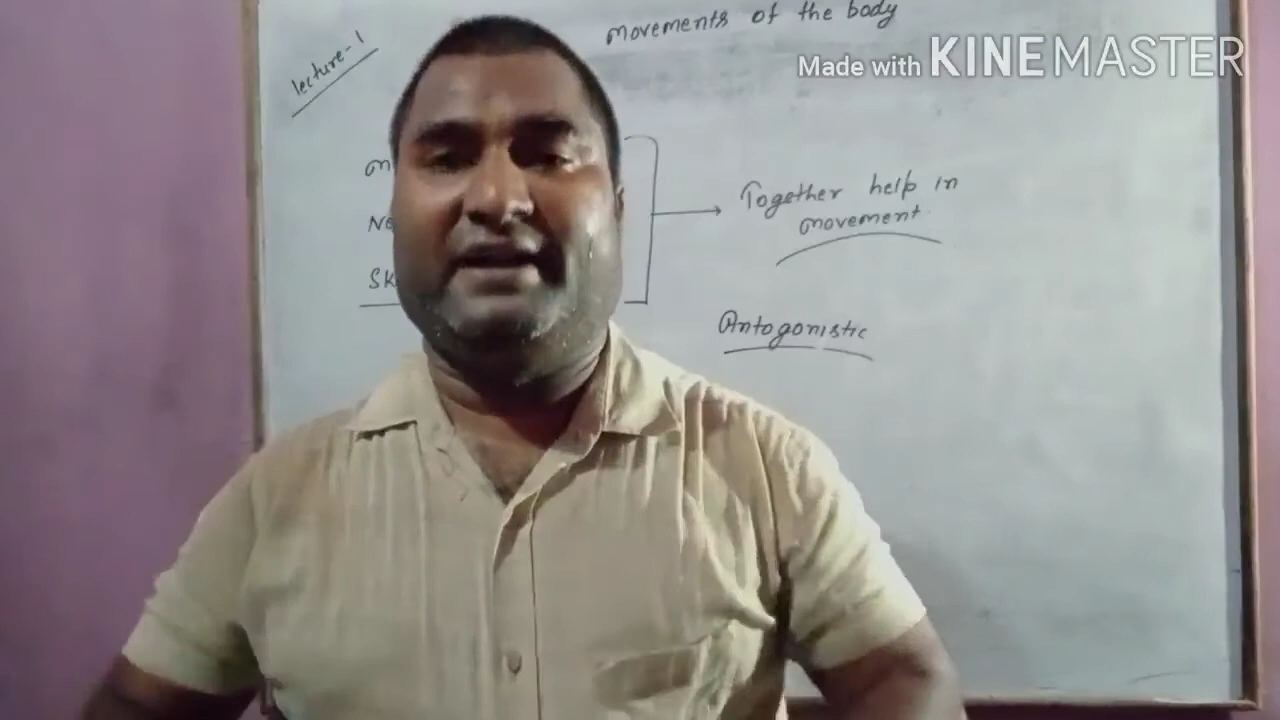 movements of the body
Lecture-1
Made with KINEMASTER
Together help in
movement.
Antogonistic